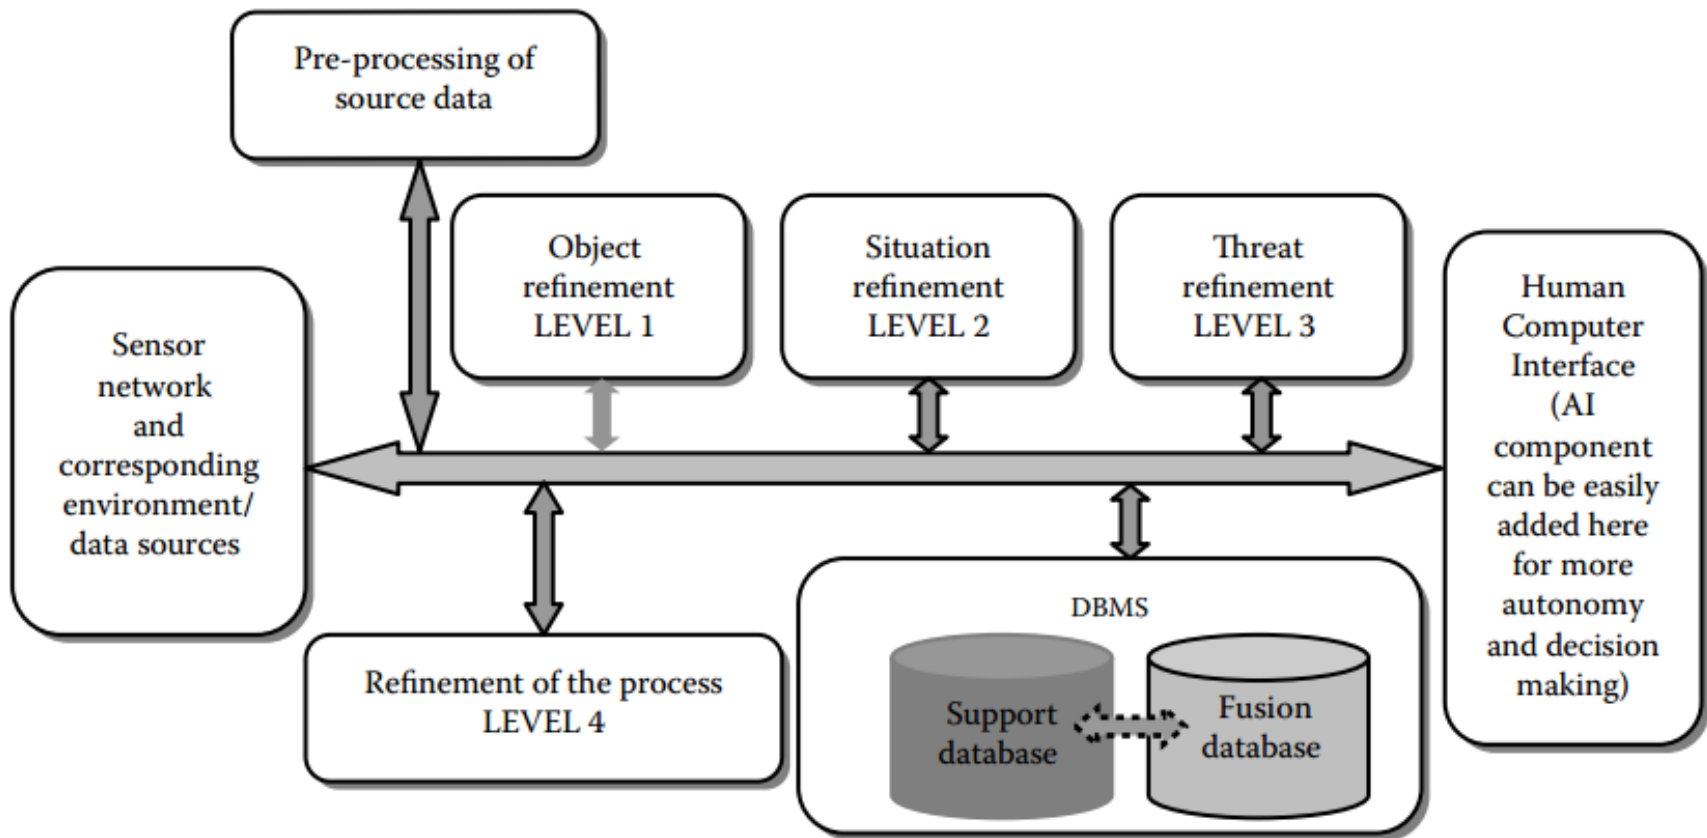 Pre-processing of
source data
Object
refinement
LEVEL 1
Situation
refinement
LEVEL 2
Threat
refinement
LEVEL 3
Sensor
network
and
corresponding
environment/
data sources
Human
Computer
Interface
(AI
component
can be easily
added here
for more
autonomy
and decision
making)
Refinement of the process
LEVEL 4
DBMS
Support
database
Fusion
database